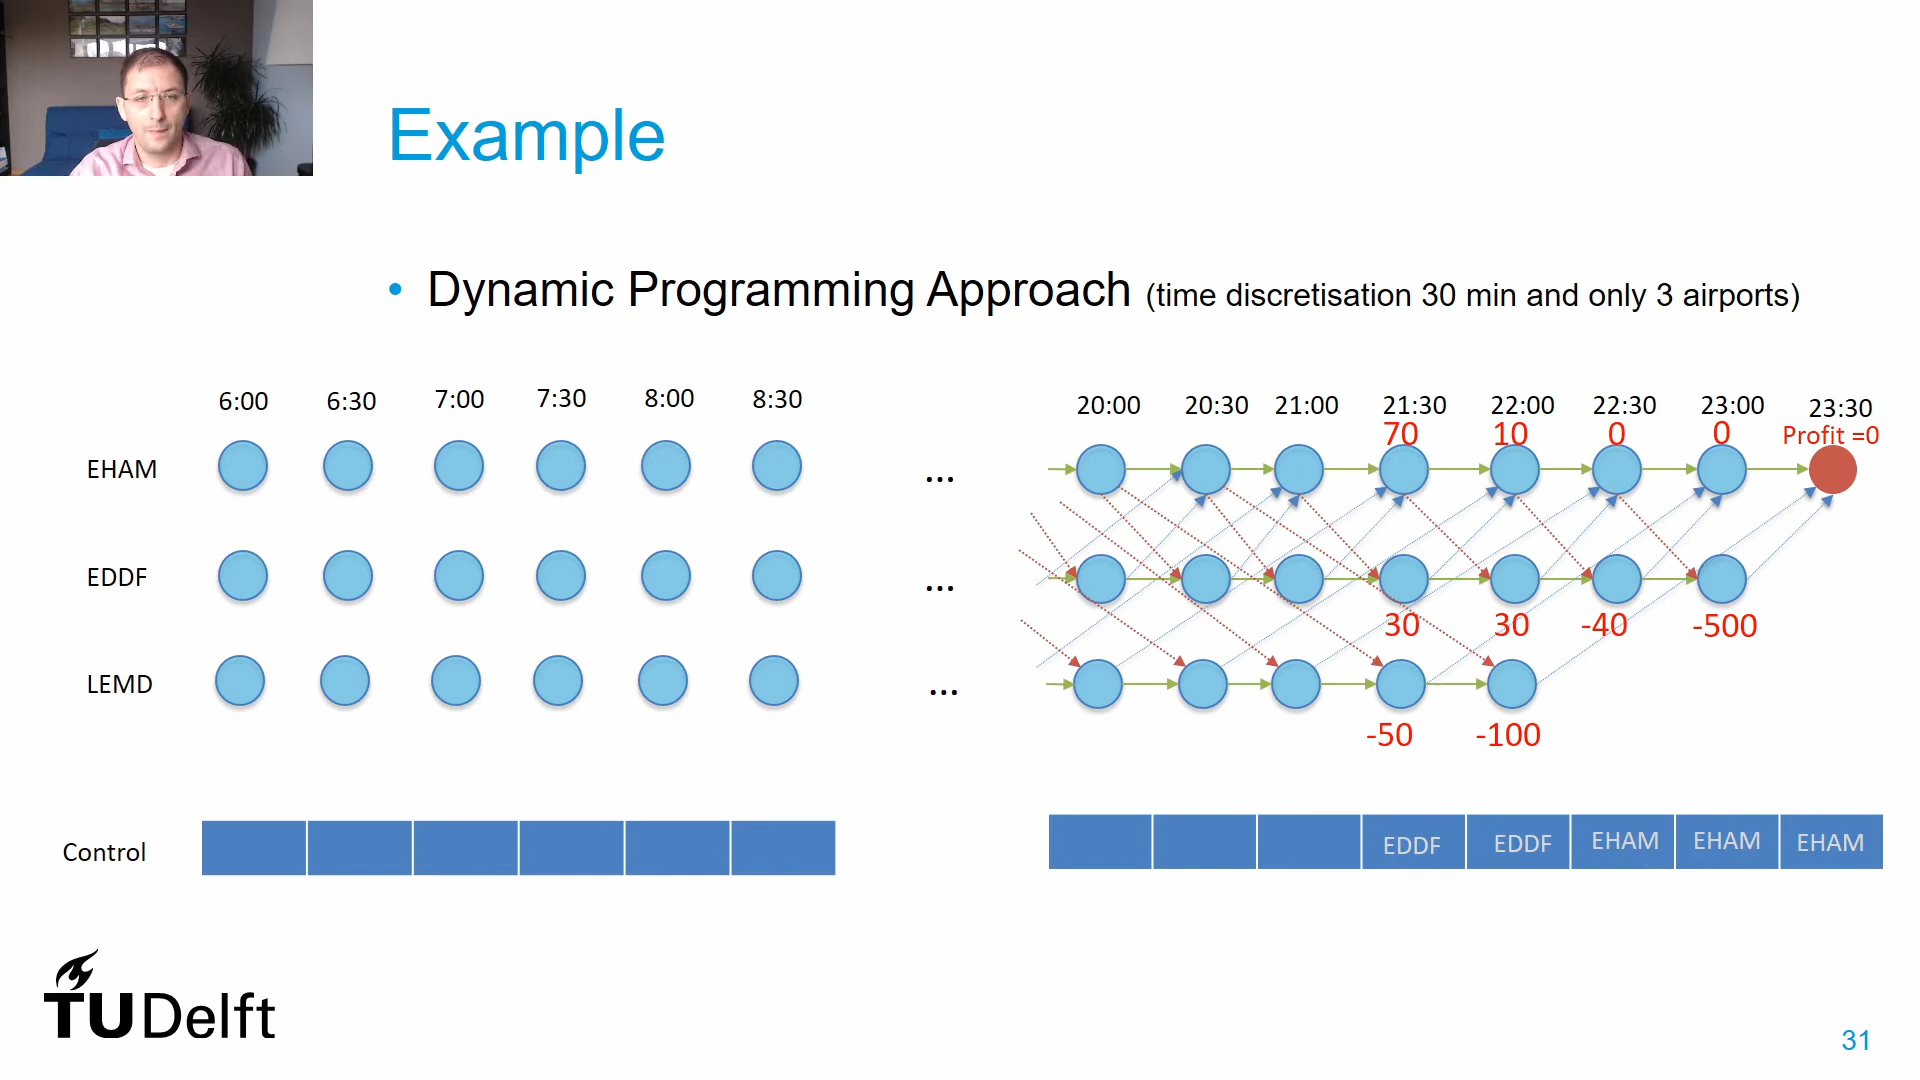 Example
• Dynamic Programming Approach (time discretisation 30 min and only 3 airports)
6:00 6:30 7:00 7:30 8:00 8:30 20:00 20:30 21:00 21:30 22:00 22:30 23:00 23:30
70 10 0 0 Profit =0
EHAM ...
EDDF ...
30 30 -40 -500
LEMD ...
-50 -100
Control EDDF EDDF EHAM EHAM EHAM
TUDelft
31